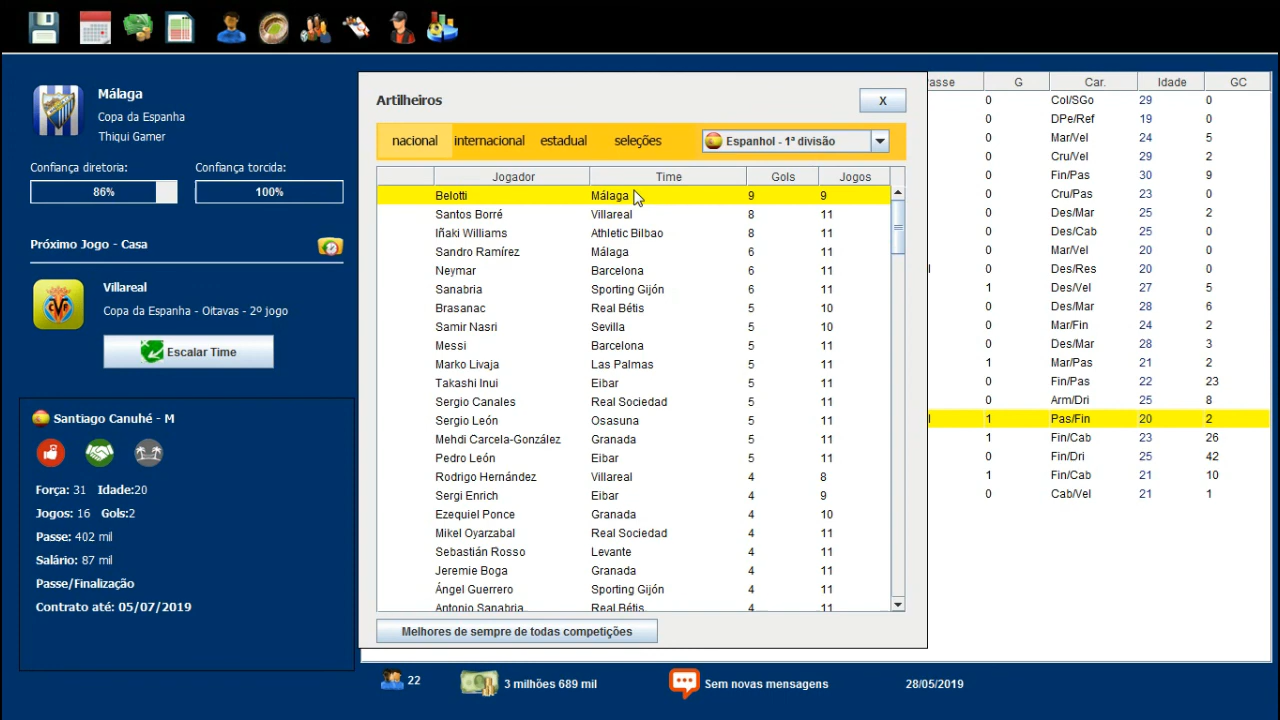 Málaga
Copa da Espanha
Thiqui Gamer
Confiança diretoria: Confiança torcida:
86% 100%
Próximo Jogo - Casa
Villareal
Copa da Espanha - Oitavas - 2º jogo
Escalar Time
Santiago Canuhé - M
Força: 31 Idade:20
Jogos: 16 Gols:2
Passe: 402 mil
Salário: 87 mil
Passe/Finalização
Contrato até: 05/07/2019
Artilheiros X
nacional internacional estadual seleções Espanhol - 1ª divisão
Jogador Time Gols Jogos
Belotti Málaga 9 9
Santos Borré Villareal 8 11
Iñaki Williams Athletic Bilbao 8 11
Sandro Ramírez Málaga 6 11
Neymar Barcelona 6 11
Sanabria Sporting Gijón 6 11
Brasanac Real Bétis 5 10
Samir Nasri Sevilla 5 10
Messi Barcelona 5 11
Marko Livaja Las Palmas 5 11
Takashi Inui Eibar 5 11
Sergio Canales Real Sociedad 5 11
Sergio León Osasuna 5 11
Mehdi Carcela-González Granada 5 11
Pedro León Eibar 5 11
Rodrigo Hernández Villareal 4 8
Sergi Enrich Eibar 4 9
Ezequiel Ponce Granada 4 10
Mikel Oyarzabal Real Sociedad 4 11
Sebastián Rosso Levante 4 11
Jeremie Boga Granada 4 11
Ángel Guerrero Sporting Gijón 4 11
Antonio Sanabria Real Bétis 4 11
Melhores de sempre de todas competições
asse G Car. Idade GC
0 Col/SGo 29 0
0 DPe/Ref 19 0
0 Mar/Vel 24 5
0 Cru/Vel 29 2
0 Fin/Pas 30 9
0 Cru/Pas 23 0
0 Des/Mar 25 2
0 Des/Cab 25 0
0 Mar/Vel 20 0
0 Des/Res 20 0
1 Des/Vel 27 5
0 Des/Mar 28 6
0 Mar/Fin 24 2
0 Des/Mar 28 3
1 Mar/Pas 21 2
0 Fin/Pas 22 23
0 Arm/Dri 25 8
1 Pas/Fin 20 2
1 Fin/Cab 23 26
0 Fin/Dri 25 42
1 Fin/Cab 21 10
0 Cab/Vel 21 1
22 3 milhões 689 mil Sem novas mensagens 28/05/2019